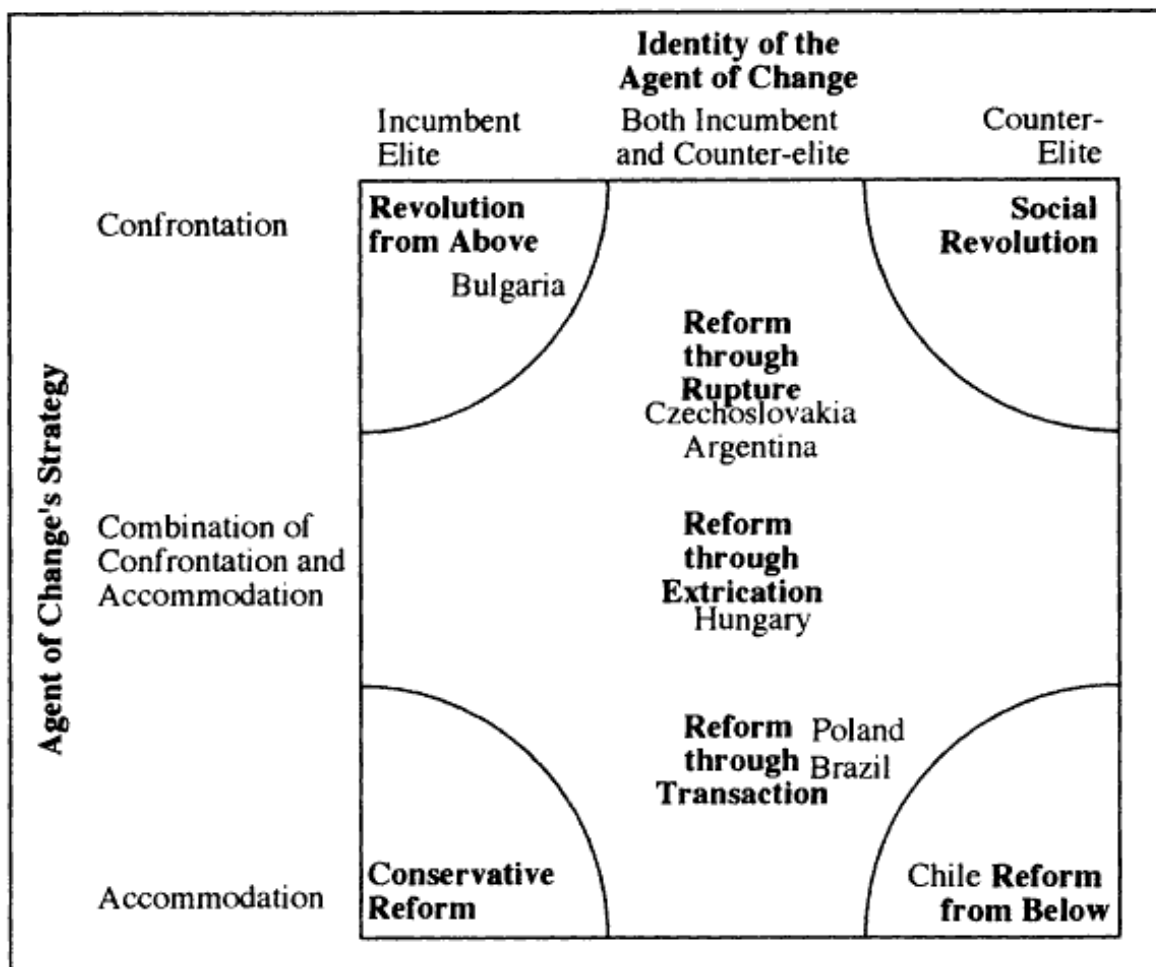 Identity of the
Agent of Change
Incumbent
Elite
Both Incumbent
and Counter-elite
Counter-
Elite
Agent of Change's Strategy
Confrontation
Revolution
from Above
Bulgaria
Social
Revolution
Reform
through
Rupture
Czechoslovakia
Argentina
Combination of
Confrontation and
Accommodation
Reform
through
Extrication
Hungary
Reform
through
Transaction
Poland
Brazil
Accommodation
Conservative
Reform
Chile Reform
from Below